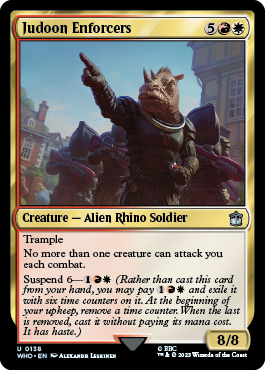 Judoon Enforcers 5
Creature — Alien Rhino Soldier
Trample
No more than one creature can attack you
each combat.
Suspend 6—1 (Rather than cast this card
from your hand, you may pay 1 and exile it
with six time counters on it. At the beginning
of your upkeep, remove a time counter. When the last
is removed, cast it without paying its mana cost.
It has haste.)
8/8
U 0138
WHO • EN Alexandr Leskinen
© BBC
™ & © 2023 Wizards of the Coast